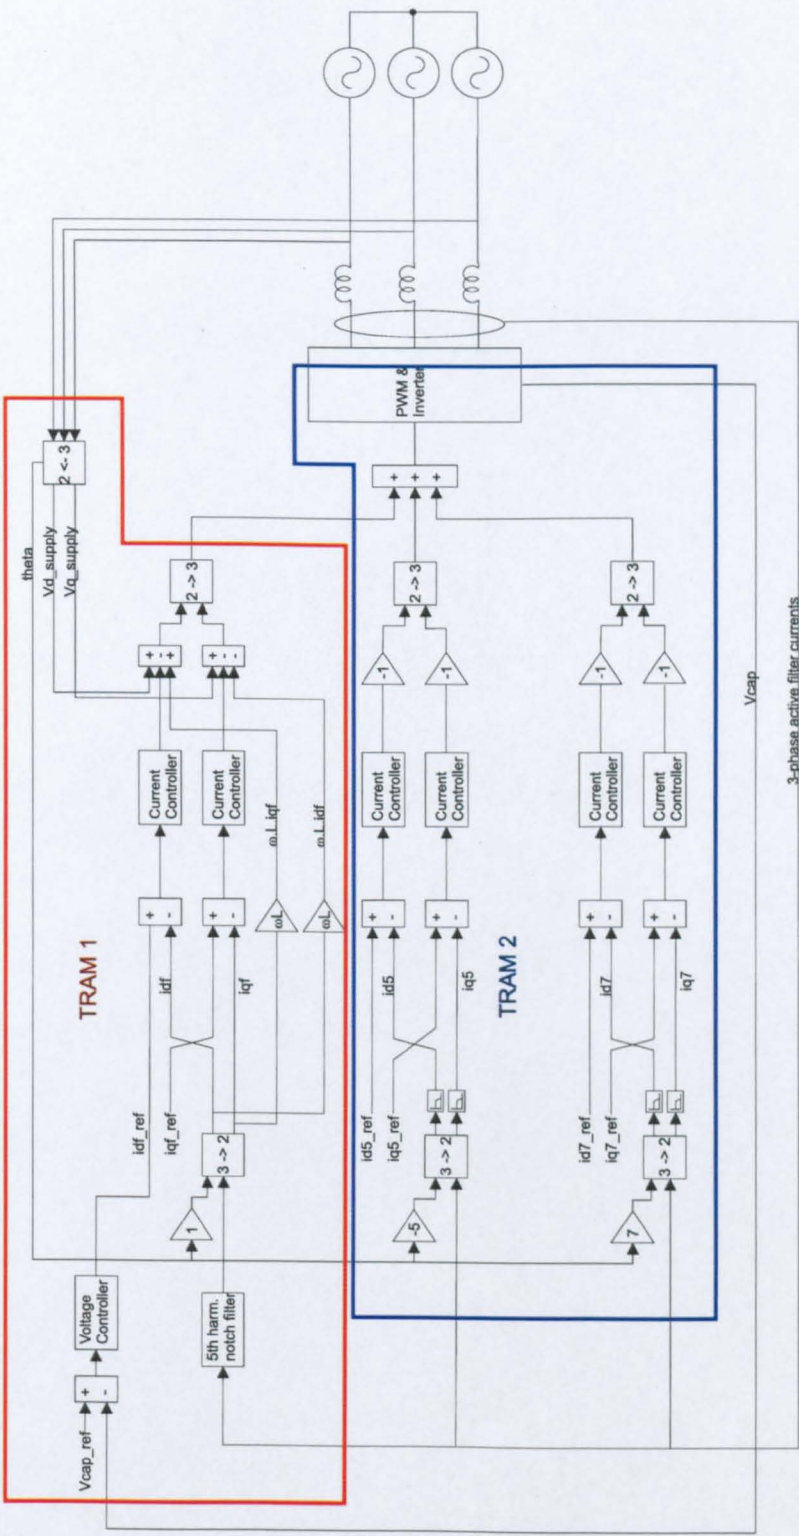 theta
Vd_supply
Vq_supply
2 <- 3
TRAM 1
Vcap_ref
+
-
Voltage
Controller
5th harm.
notch filter
1
3 -> 2
idf_ref
iqf_ref
idf
iqf
+
-
+
-
ωL
ωL
Current
Controller
Current
Controller
ω.L.iqf
ω.L.idf
+
-
+
+
-
-
2 -> 3
TRAM 2
-5
3 -> 2
id5_ref
iq5_ref
id5
iq5
+
-
+
-
Current
Controller
Current
Controller
-1
-1
2 -> 3
7
3 -> 2
id7_ref
iq7_ref
id7
iq7
+
-
+
-
Current
Controller
Current
Controller
-1
-1
2 -> 3
+
+
+
PWM &
Inverter
Vcap
3-phase active filter currents